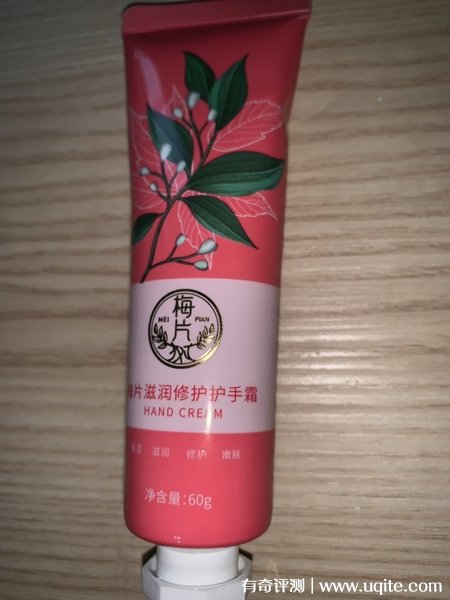 梅
MEI PIAN
片
梅片滋润修护护手霜
HAND CREAM
保湿 滋润 修护 嫩肤
净含量:60g
有奇评测 | www.uqite.com